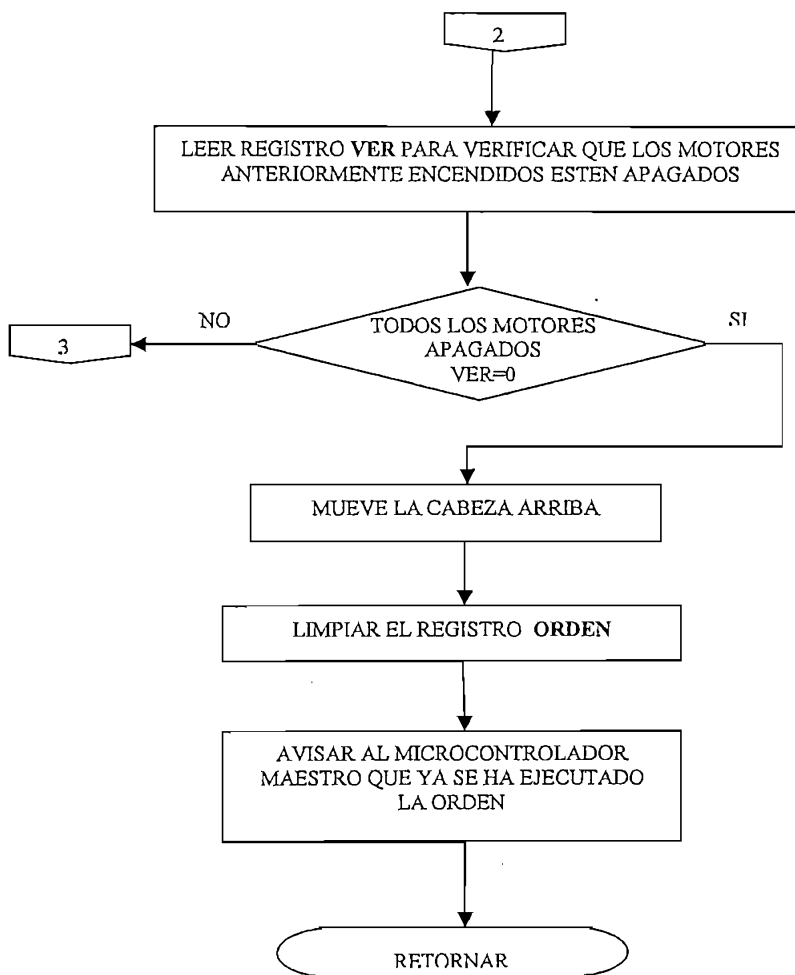 2
LEER REGISTRO VER PARA VERIFICAR QUE LOS MOTORES
ANTERIORMENTE ENCENDIDOS ESTEN APAGADOS
NO
TODOS LOS MOTORES
APAGADOS
VER=0
SI
3
MUEVE LA CABEZA ARRIBA
LIMPIAR EL REGISTRO ORDEN
AVISAR AL MICROCONTROLADOR
MAESTRO QUE YA SE HA EJECUTADO
LA ORDEN
RETORNAR